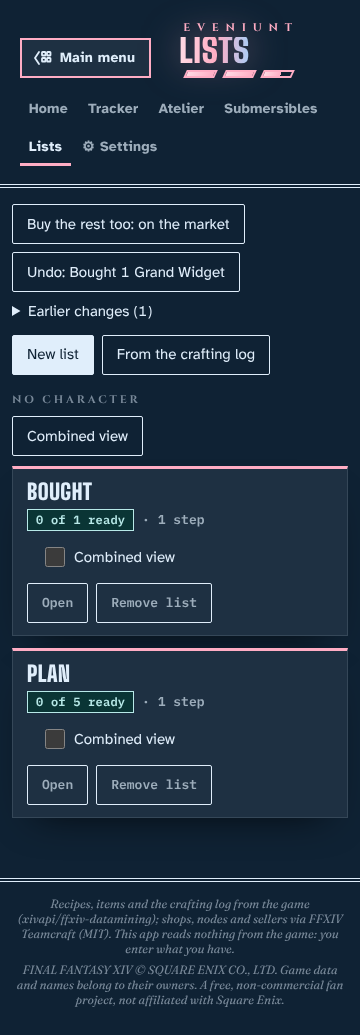 EVENIUNT
LISTS
Main menu
Home Tracker Atelier Submersibles
Lists ⚙ Settings
Buy the rest too: on the market
Undo: Bought 1 Grand Widget
▶ Earlier changes (1)
New list From the crafting log
NO CHARACTER
Combined view
BOUGHT
0 of 1 ready · 1 step
Combined view
Open Remove list
PLAN
0 of 5 ready · 1 step
Combined view
Open Remove list
Recipes, items and the crafting log from the game
(xivapi/ffxiv-datamining); shops, nodes and sellers via FFXIV
Teamcraft (MIT). This app reads nothing from the game: you
enter what you have.
FINAL FANTASY XIV © SQUARE ENIX CO., LTD. Game data
and names belong to their owners. A free, non-commercial fan
project, not affiliated with Square Enix.